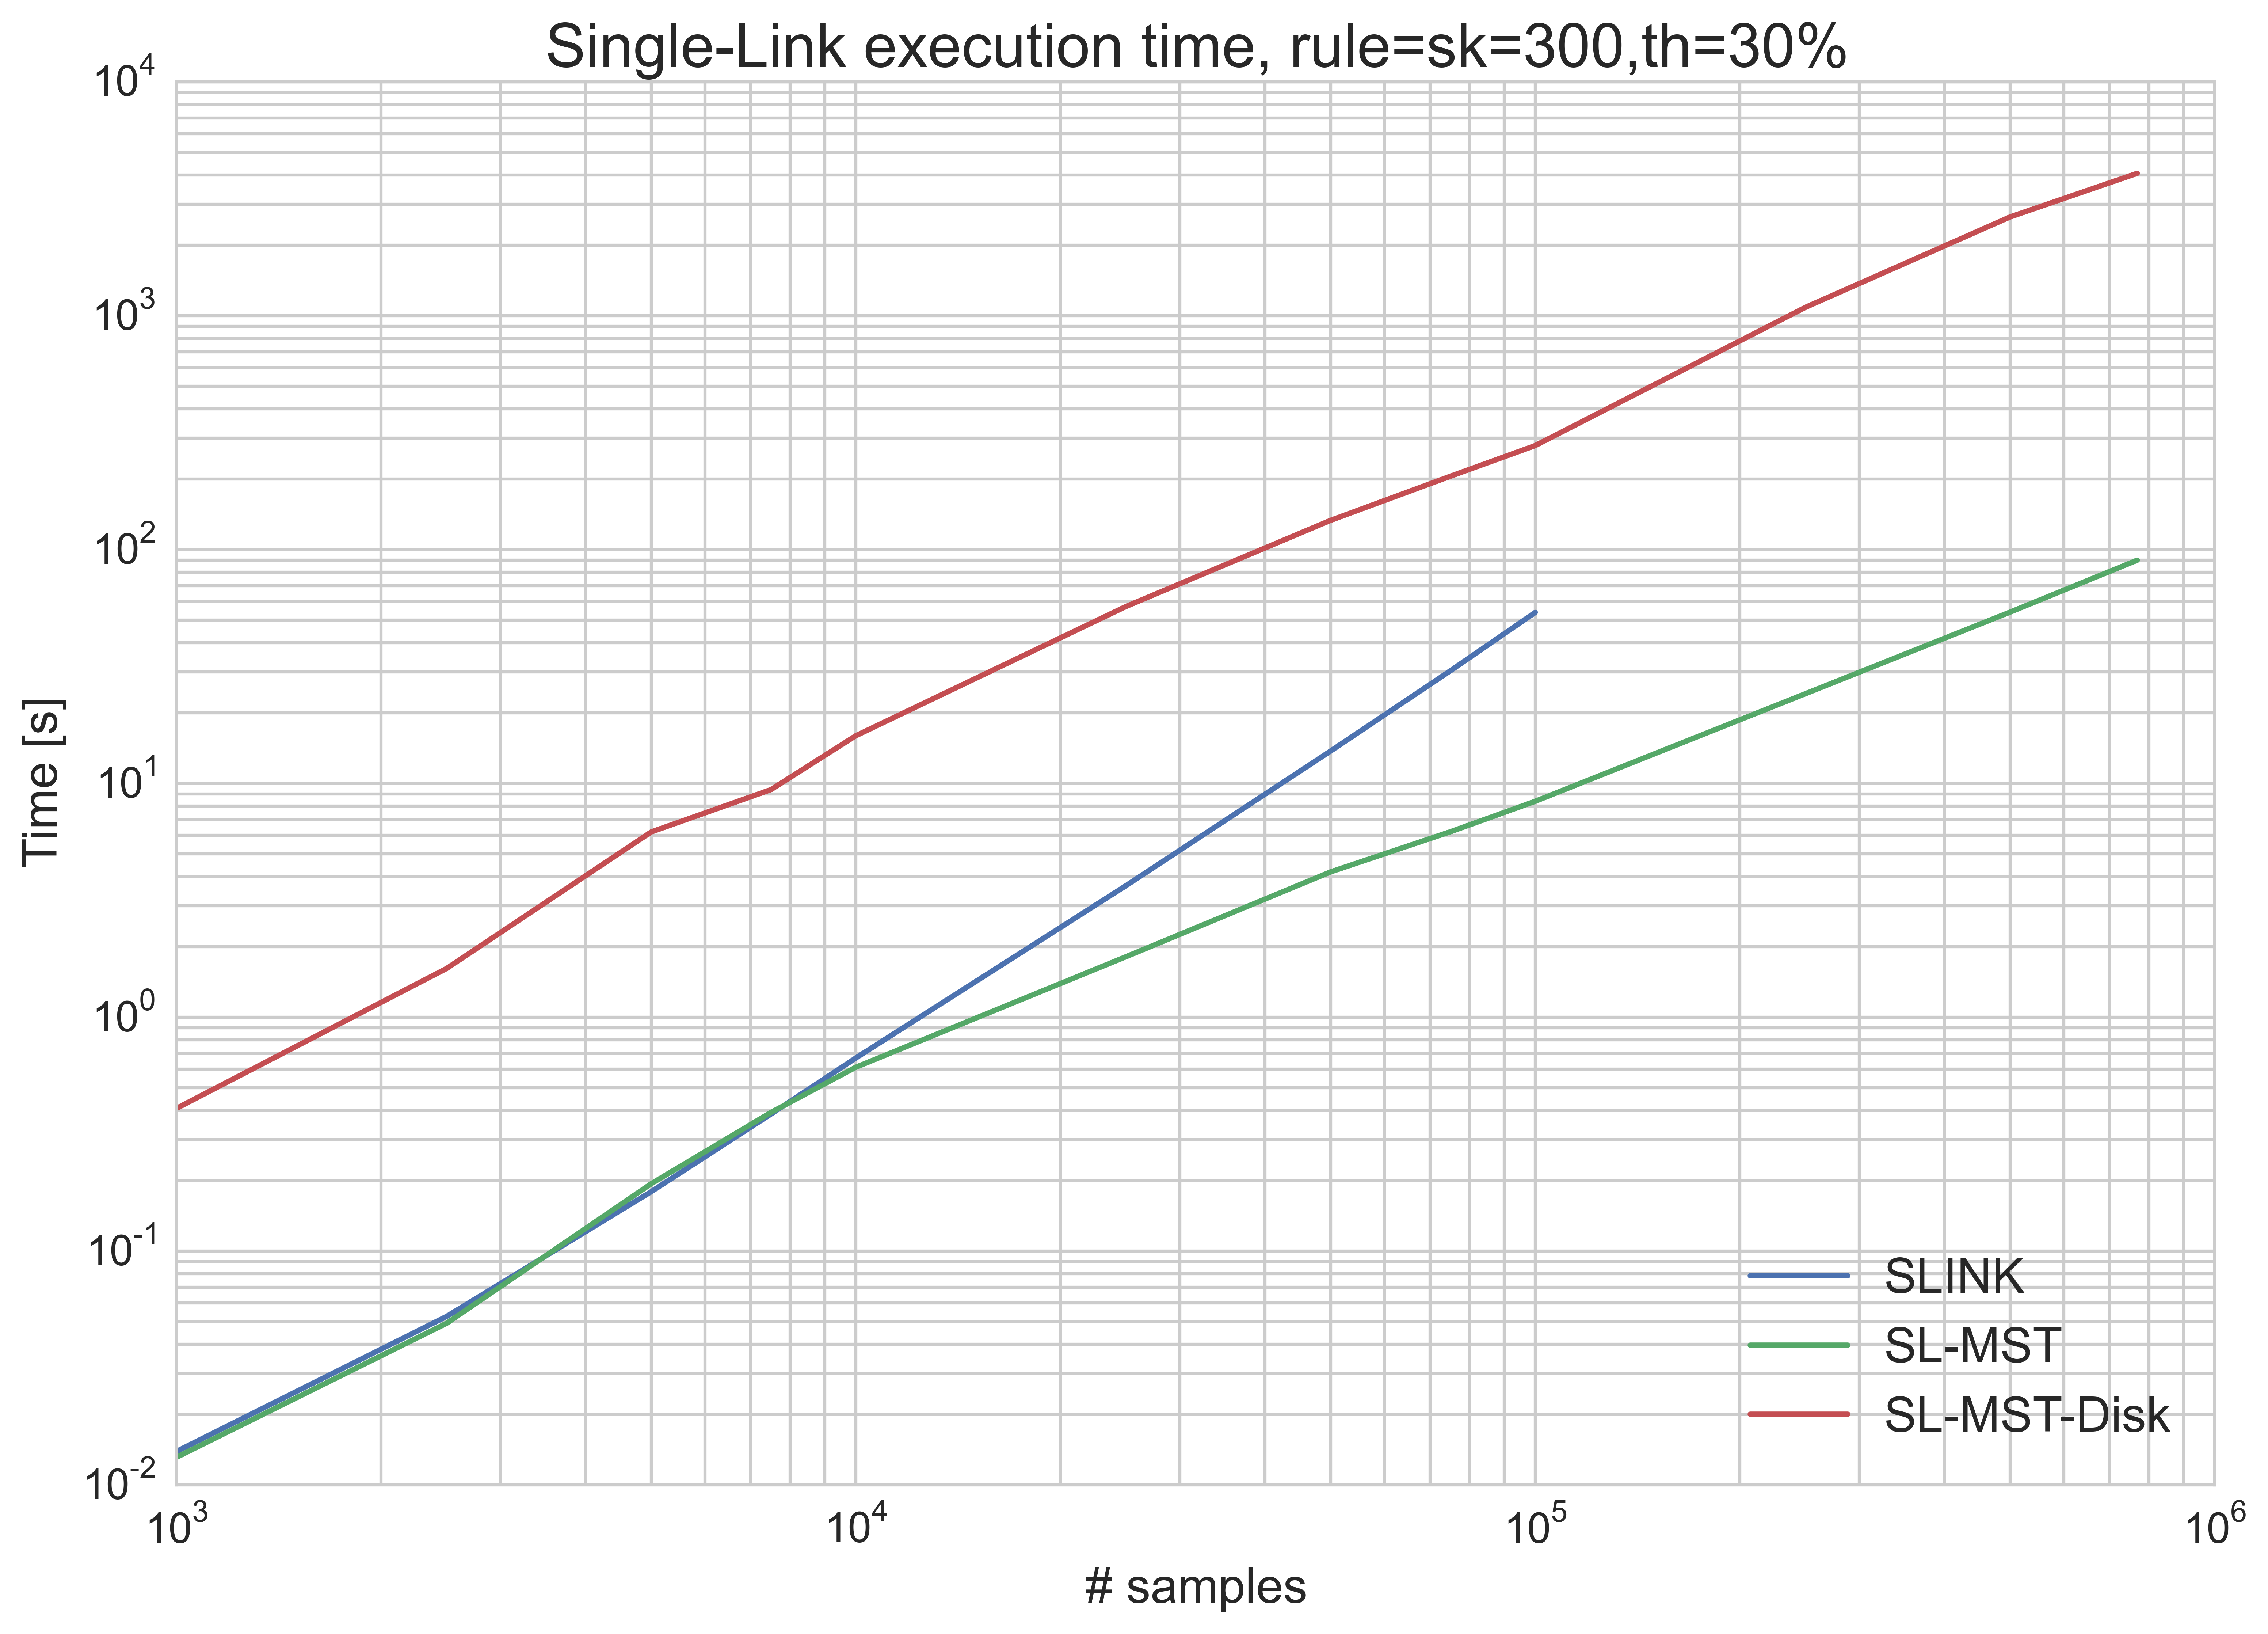 Single-Link execution time, rule=sk=300,th=30%
10^4
10^3
10^2
10^1
10^0
10^-1
10^-2
Time [s]
SLINK
SL-MST
SL-MST-Disk
10^3 10^4 10^5 10^6
# samples